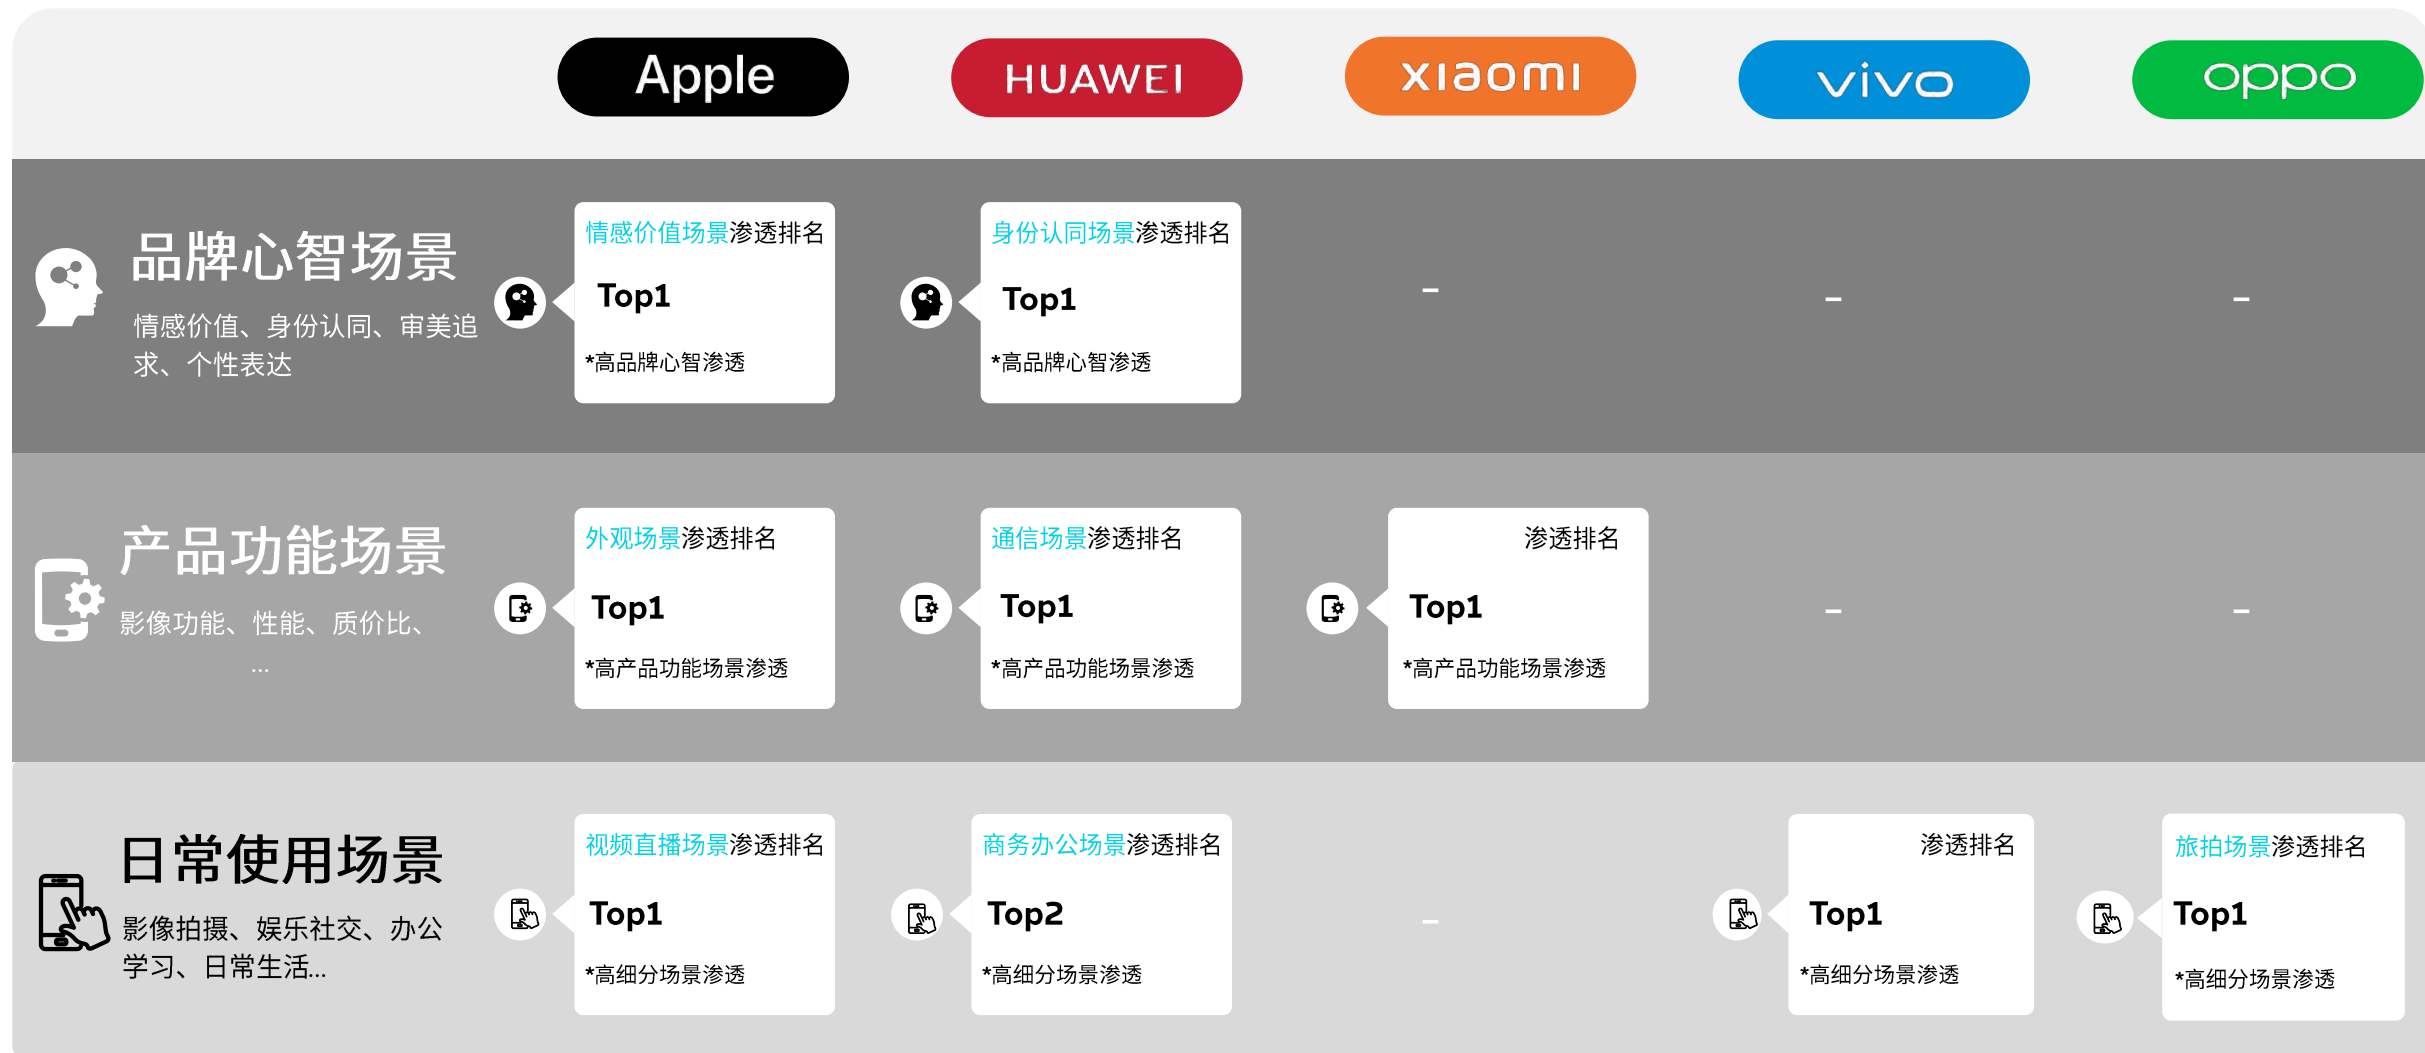 Apple HUAWEI xiaomi vivo oppo
品牌心智场景
情感价值、身份认同、审美追
求、个性表达
情感价值场景渗透排名
Top1
*高品牌心智渗透
身份认同场景渗透排名
Top1
*高品牌心智渗透
–
–
–
产品功能场景
影像功能、性能、质价比、
...
外观场景渗透排名
Top1
*高产品功能场景渗透
通信场景渗透排名
Top1
*高产品功能场景渗透
渗透排名
Top1
*高产品功能场景渗透
–
–
日常使用场景
影像拍摄、娱乐社交、办公
学习、日常生活...
视频直播场景渗透排名
Top1
*高细分场景渗透
商务办公场景渗透排名
Top2
*高细分场景渗透
–
渗透排名
Top1
*高细分场景渗透
旅拍场景渗透排名
Top1
*高细分场景渗透